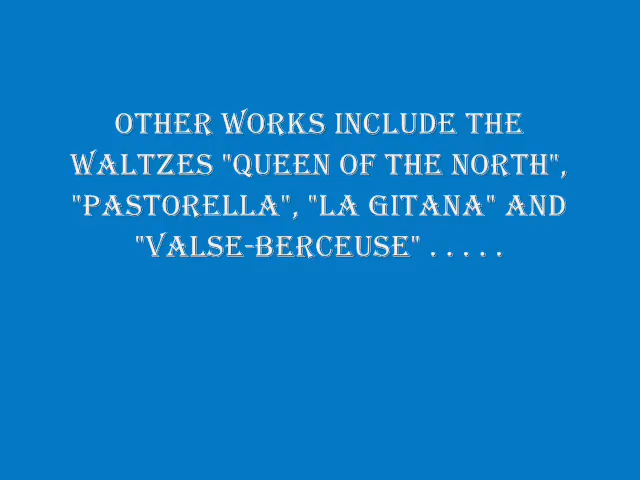 OTHER WORKS INCLUDE THE
WALTZES "QUEEN OF THE NORTH",
"PASTORELLA", "LA GITANA" AND
"VALSE-BERCEUSE" . . . . .